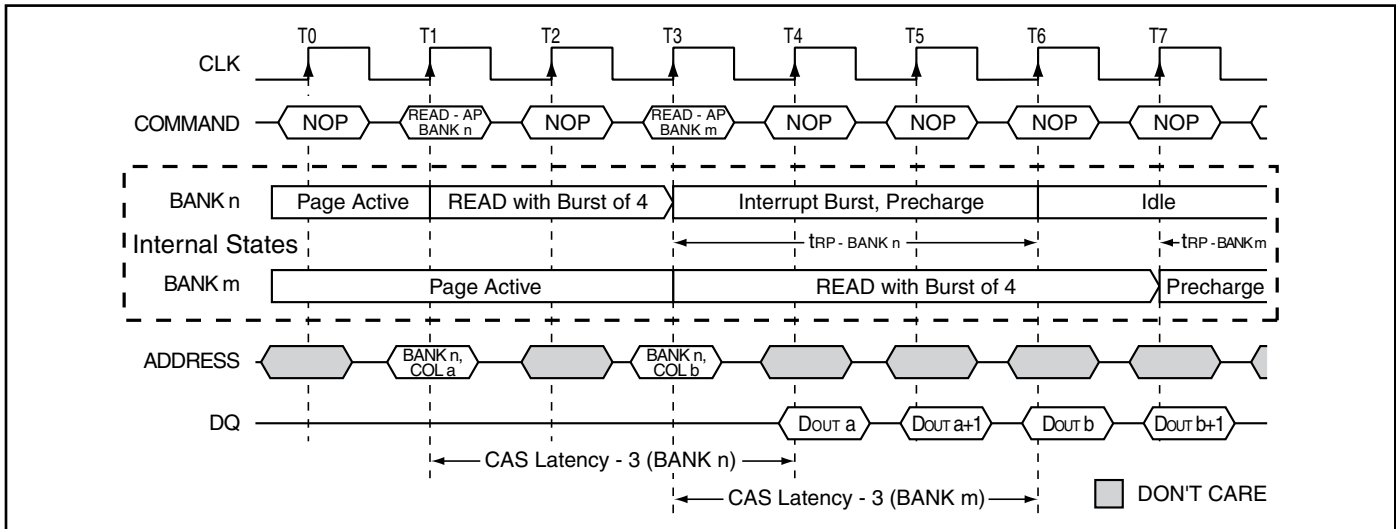 T0 T1 T2 T3 T4 T5 T6 T7
CLK
COMMAND NOP READ - AP BANK n NOP READ - AP BANK m NOP NOP NOP NOP
BANK n Page Active READ with Burst of 4 Interrupt Burst, Precharge Idle
Internal States tRP - BANK n tRP - BANK m
BANK m Page Active READ with Burst of 4 Precharge
ADDRESS BANK n, COL a BANK n, COL b
DQ DOUT a DOUT a+1 DOUT b DOUT b+1
CAS Latency - 3 (BANK n)
CAS Latency - 3 (BANK m) DON'T CARE